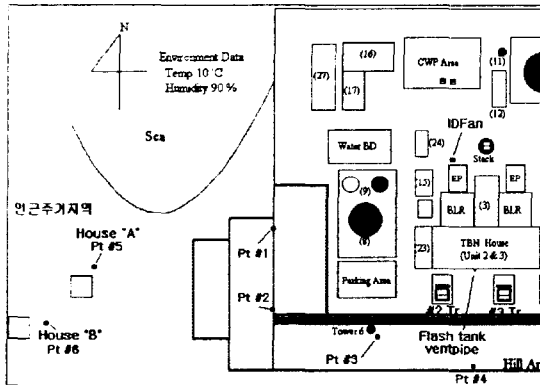 N
Environment Data
Temp 10 °C
Humidity 90 %
Sea
인근주거지역
House "A"
Pt #5
House "B"
Pt #6
Pt #1
Pt #2
(27)
(16)
(17)
CWP Area
(11)
(12)
IDFan
Water BD
(24)
Stack
(9)
(15)
EP
EP
BLR
(3)
BLR
(8)
(23)
TBN House
(Unit 2 & 3)
Parking Area
#2 Tr
#3 Tr
Tower 6
Pt #3
Flash tank
ventpipe
Pt #4
Hill Ar